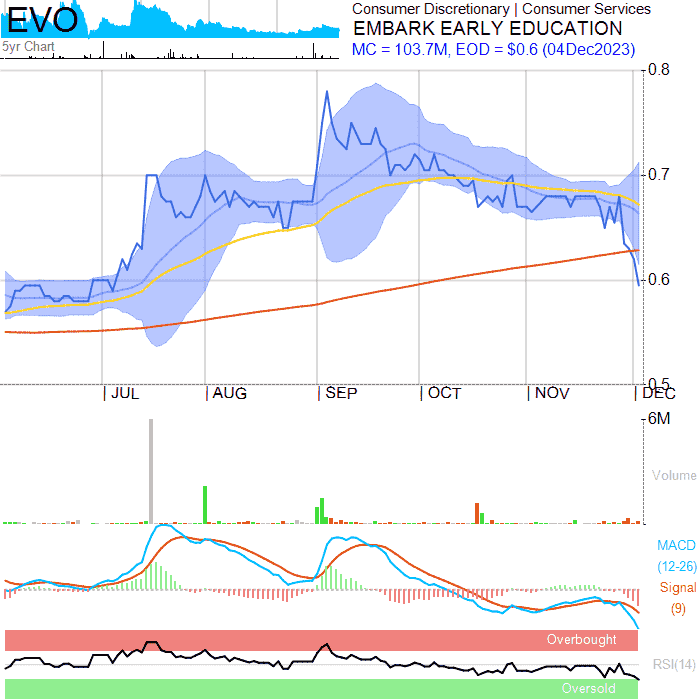 EVO
5yr Chart
Consumer Discretionary | Consumer Services
EMBARK EARLY EDUCATION
MC = 103.7M, EOD = $0.6 (04Dec2023)
0.8
0.7
0.6
0.5
JUL AUG SEP OCT NOV DEC
6M
Volume
MACD
(12-26)
Signal
(9)
Overbought
RSI(14)
Oversold